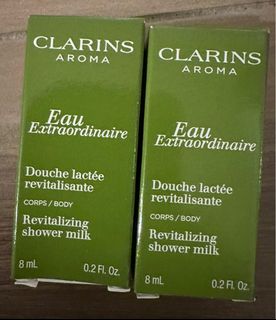 CLARINS
AROMA
Eau
Extraordinaire
Douche lactée
revitalisante
CORPS / BODY
Revitalizing
shower milk
8 mL 0.2 Fl. Oz.
CLARINS
AROMA
Eau
Extraordinaire
Douche lactée
revitalisante
CORPS / BODY
Revitalizing
shower milk
8 mL 0.2 Fl. Oz.